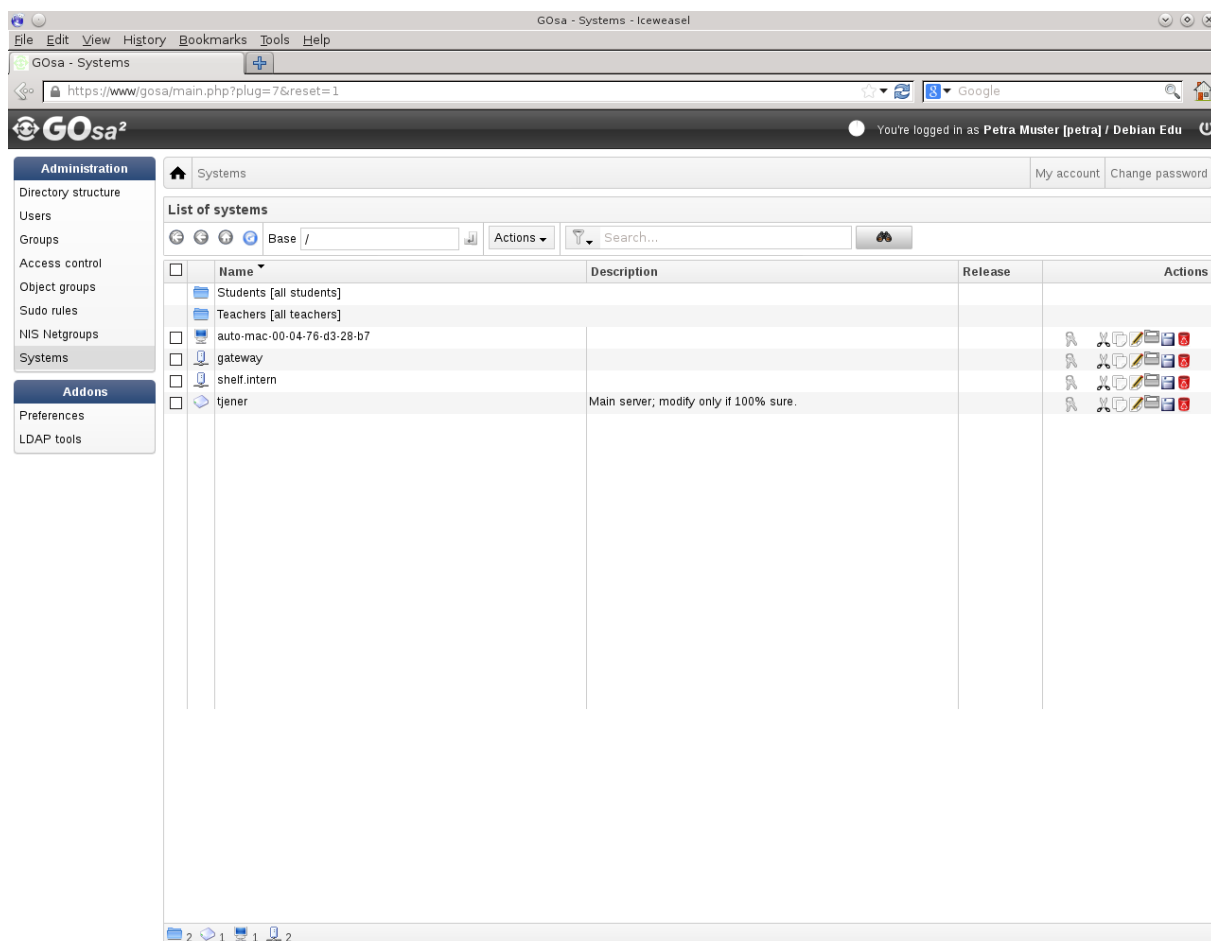 GOsa - Systems - Iceweasel
File Edit View History Bookmarks Tools Help
GOsa - Systems
https://www/gosa/main.php?plug=7&reset=1
8 Google
GOsa²
You're logged in as Petra Muster [petra] / Debian Edu
Administration
Directory structure
Users
Groups
Access control
Object groups
Sudo rules
NIS Netgroups
Systems
Addons
Preferences
LDAP tools
Systems My account Change password
List of systems
Base / Actions Search...
Name Description Release Actions
Students [all students]
Teachers [all teachers]
auto-mac-00-04-76-d3-28-b7
gateway
shelf.intern
tjener Main server; modify only if 100% sure.
2 1 1 2